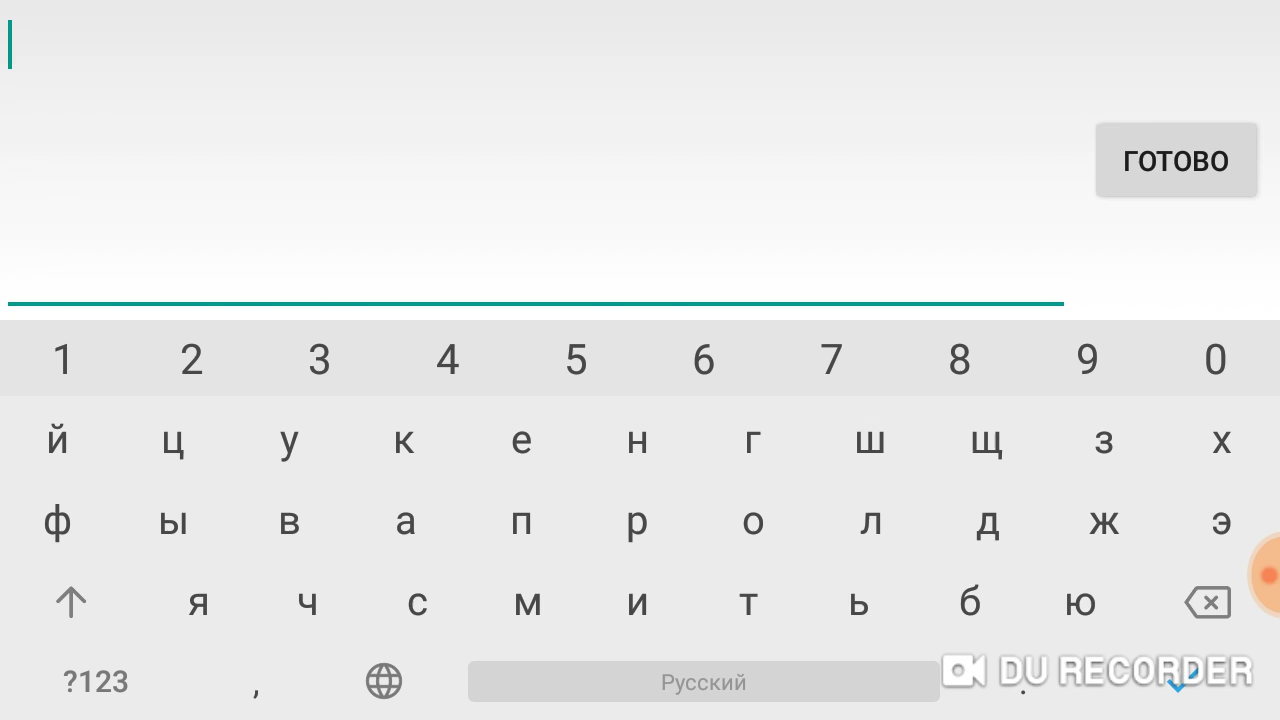 ГОТОВО
1 2 3 4 5 6 7 8 9 0
й ц у к е н г ш щ з х
ф ы в а п р о л д ж э
я ч с м и т ь б ю
?123 , Русский .
DU RECORDER